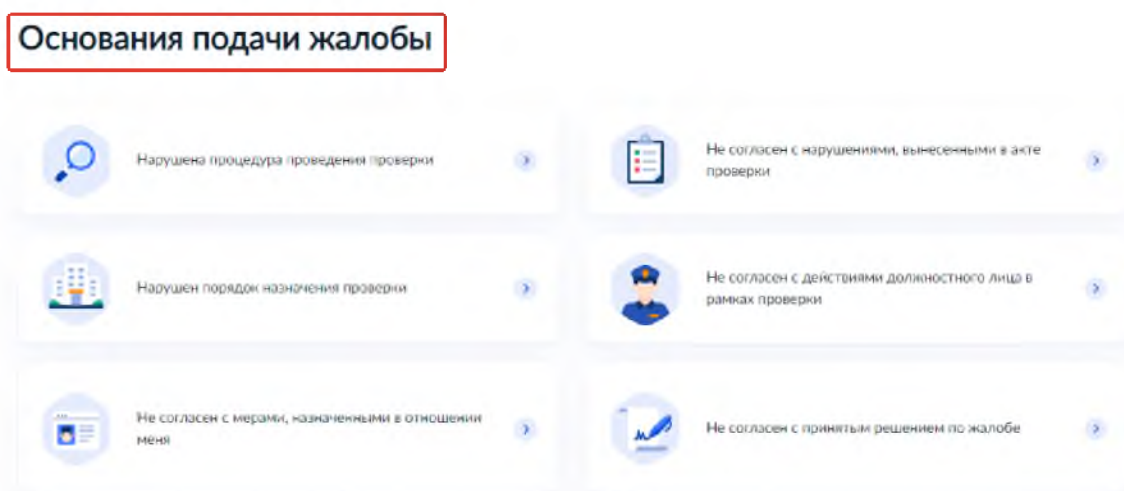 Основания подачи жалобы
Нарушена процедура проведения проверки
Не согласен с нарушениями, вынесенными в акте
проверки
Нарушен порядок назначения проверки
Не согласен с действиями должностного лица в
рамках проверки
Не согласен с мерами, назначенными в отношении
меня
Не согласен с принятым решением по жалобе